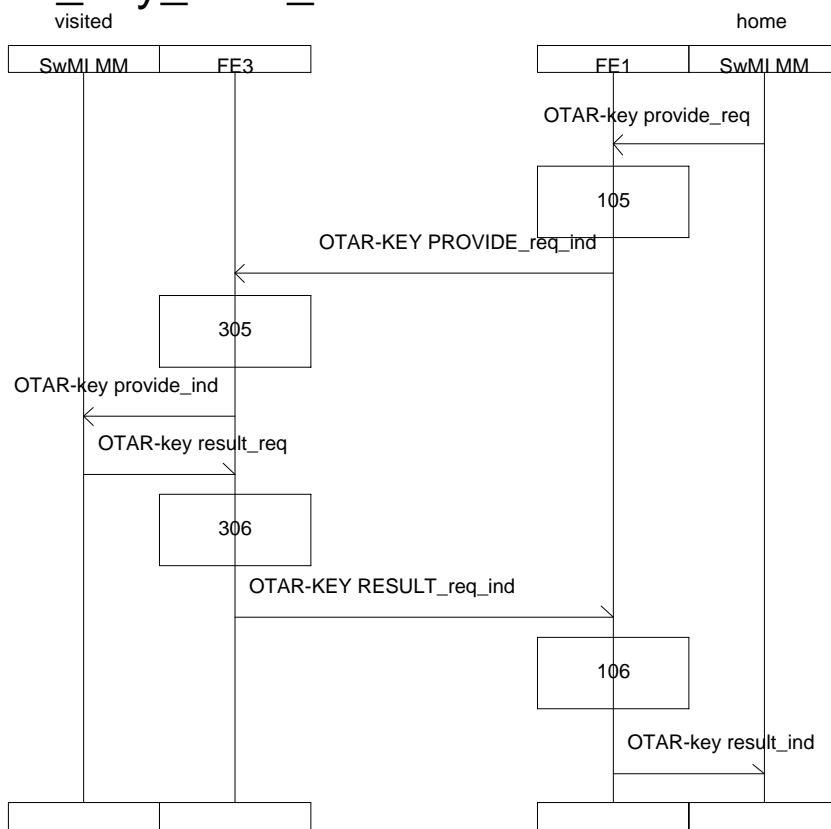 visited
home
SwMI MM
FE3
FE1
SwMI MM
OTAR-key provide_req
105
OTAR-KEY PROVIDE_req_ind
305
OTAR-key provide_ind
OTAR-key result_req
306
OTAR-KEY RESULT_req_ind
106
OTAR-key result_ind